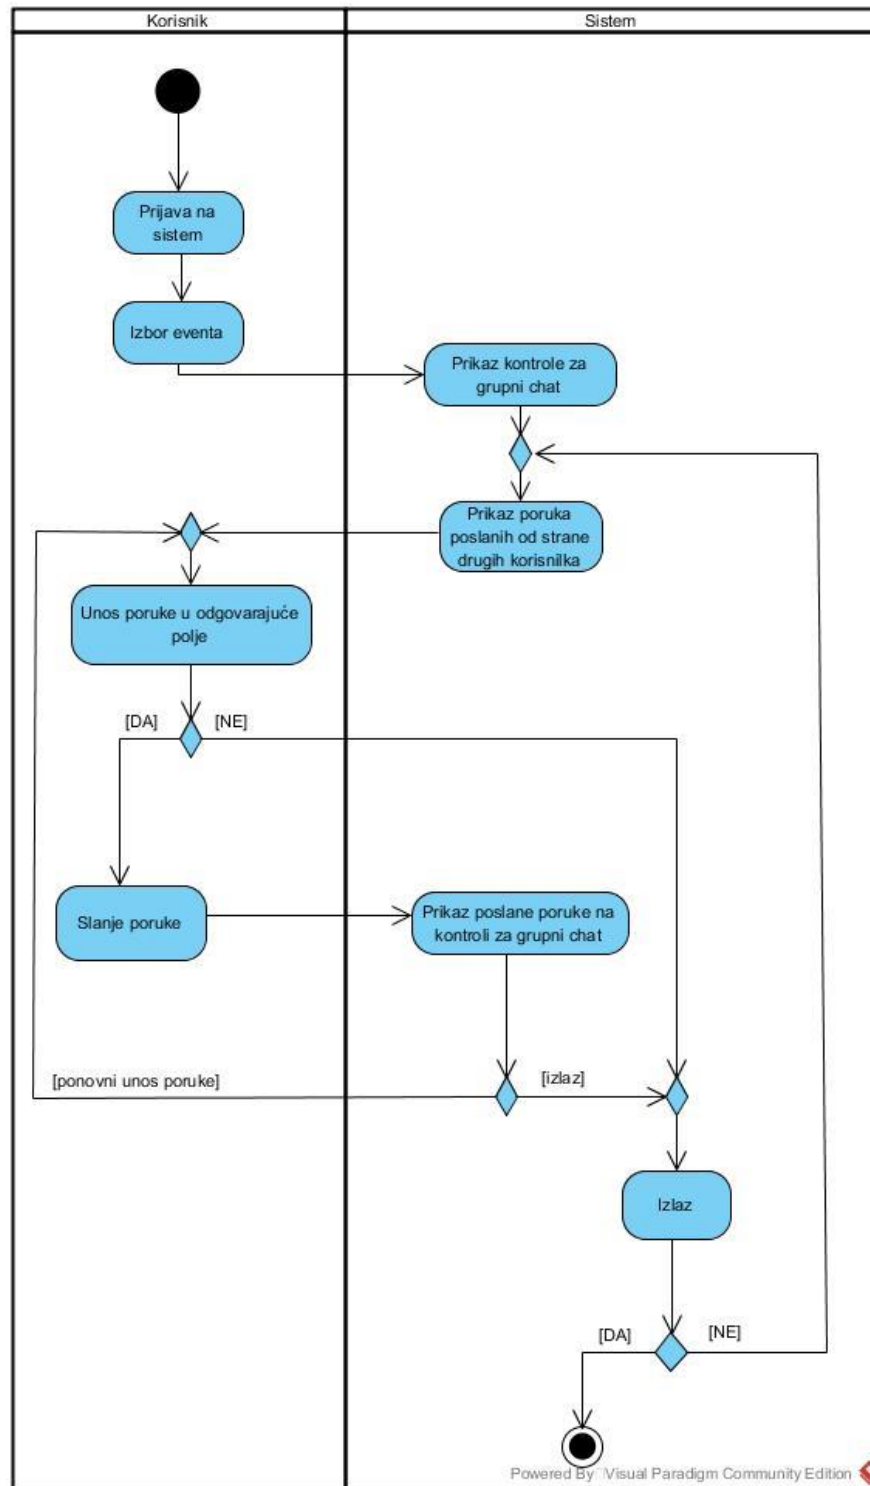 Korisnik
Sistem
Prijava na
sistem
Izbor eventa
Prikaz kontrole za
grupni chat
Prikaz poruka
poslanih od strane
drugih korisnilka
Unos poruke u odgovarajuće
polje
[DA]
[NE]
Slanje poruke
Prikaz poslane poruke na
kontroli za grupni chat
[ponovni unos poruke]
[izlaz]
Izlaz
[DA]
[NE]
Powered By Visual Paradigm Community Edition